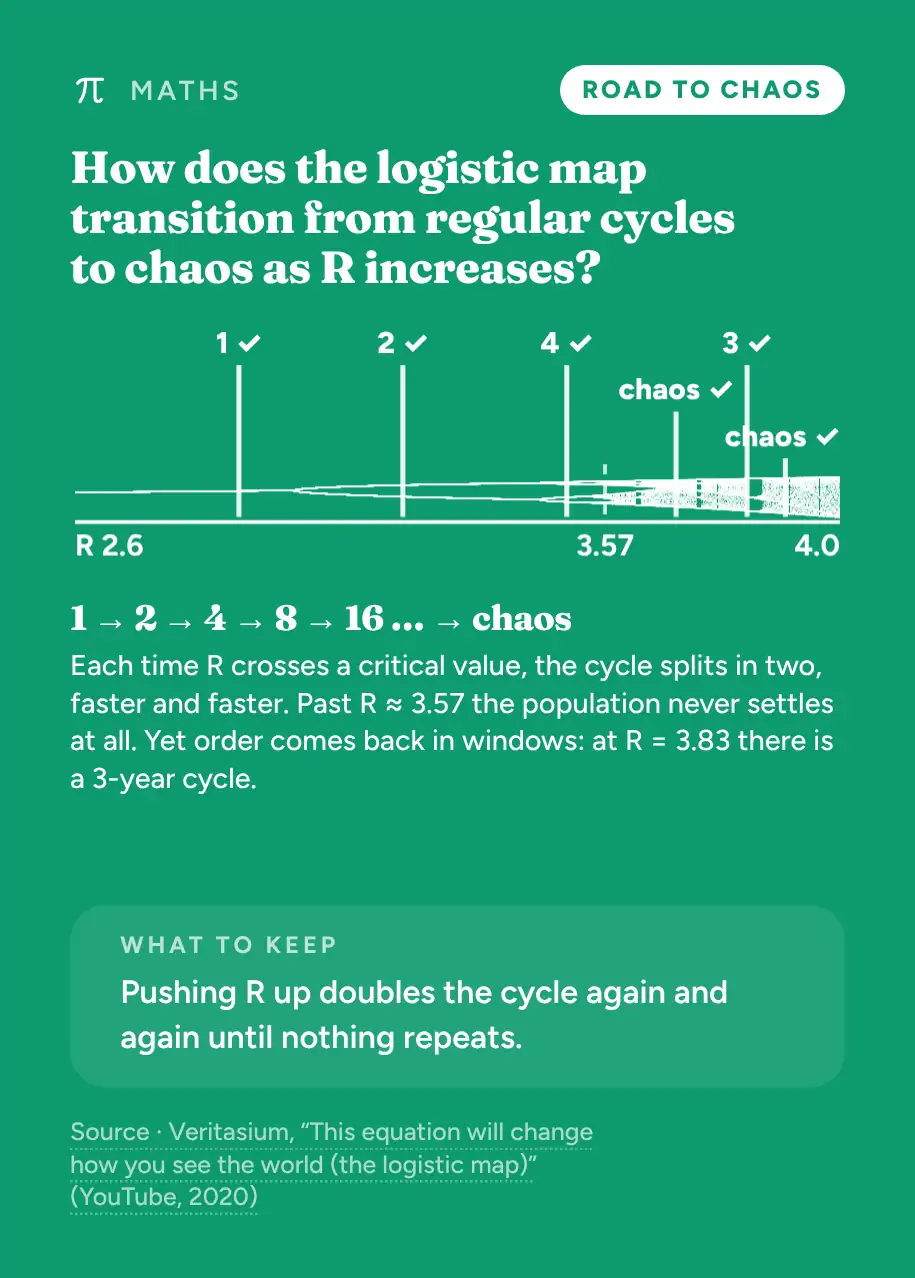 π MATHS
ROAD TO CHAOS
How does the logistic map
transition from regular cycles
to chaos as R increases?
1 ✓ 2 ✓ 4 ✓ 3 ✓
chaos ✓
chaos ✓
R 2.6 3.57 4.0
1 → 2 → 4 → 8 → 16 ... → chaos
Each time R crosses a critical value, the cycle splits in two,
faster and faster. Past R ≈ 3.57 the population never settles
at all. Yet order comes back in windows: at R = 3.83 there is
a 3-year cycle.
WHAT TO KEEP
Pushing R up doubles the cycle again and
again until nothing repeats.
Source · Veritasium, “This equation will change
how you see the world (the logistic map)”
(YouTube, 2020)